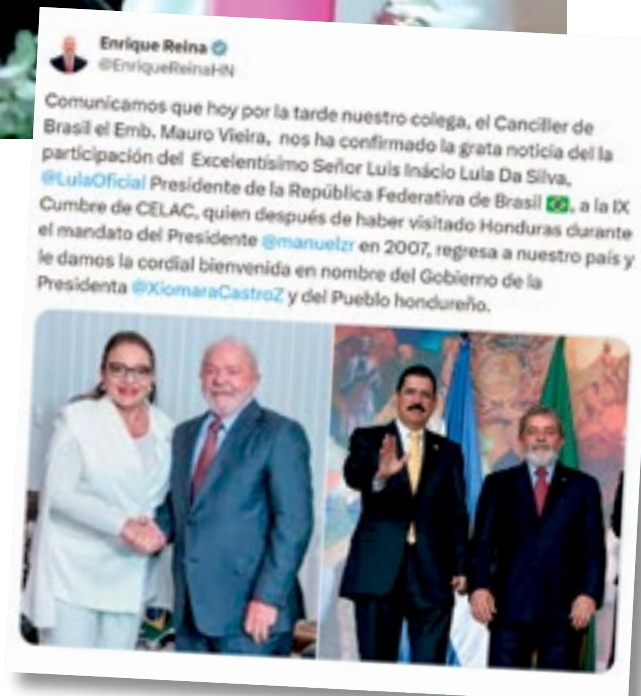 Enrique Reina
@EnriqueReinaHN
Comunicamos que hoy por la tarde nuestro colega, el Canciller de
Brasil el Emb. Mauro Vieira, nos ha confirmado la grata noticia del la
participación del Excelentísimo Señor Luis Inácio Lula Da Silva,
@LulaOficial Presidente de la República Federativa de Brasil 🇧🇷, a la IX
Cumbre de CELAC, quien después de haber visitado Honduras durante
el mandato del Presidente @manuelzr en 2007, regresa a nuestro país y
le damos la cordial bienvenida en nombre del Gobierno de la
Presidenta @XiomaraCastroZ y del Pueblo hondureño.